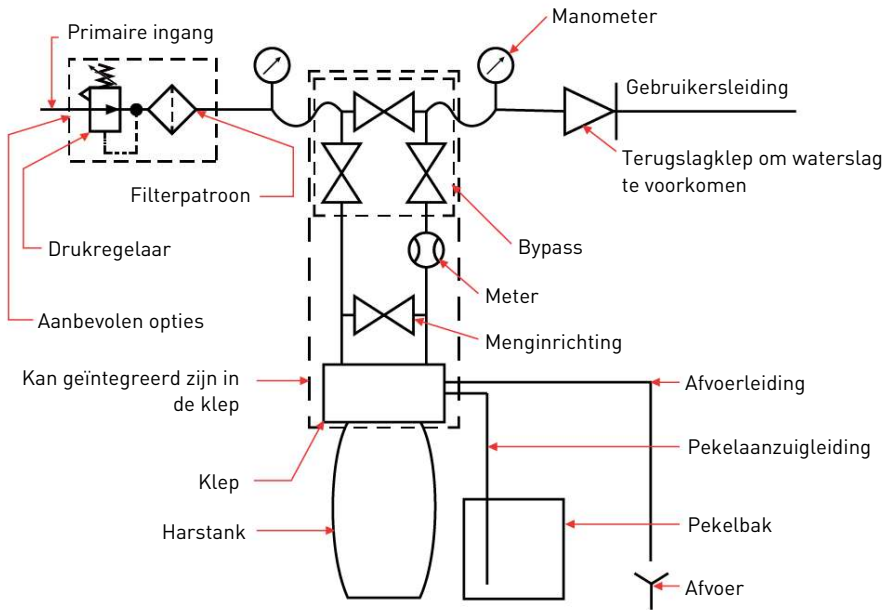 Primaire ingang
Manometer
Gebruikersleiding
Terugslagklep om waterslag
te voorkomen
Filterpatroon
Drukregelaar
Bypass
Meter
Aanbevolen opties
Menginrichting
Kan geïntegreerd zijn in
de klep
Afvoerleiding
Pekelaanzuigleiding
Klep
Harstank
Pekelbak
Afvoer